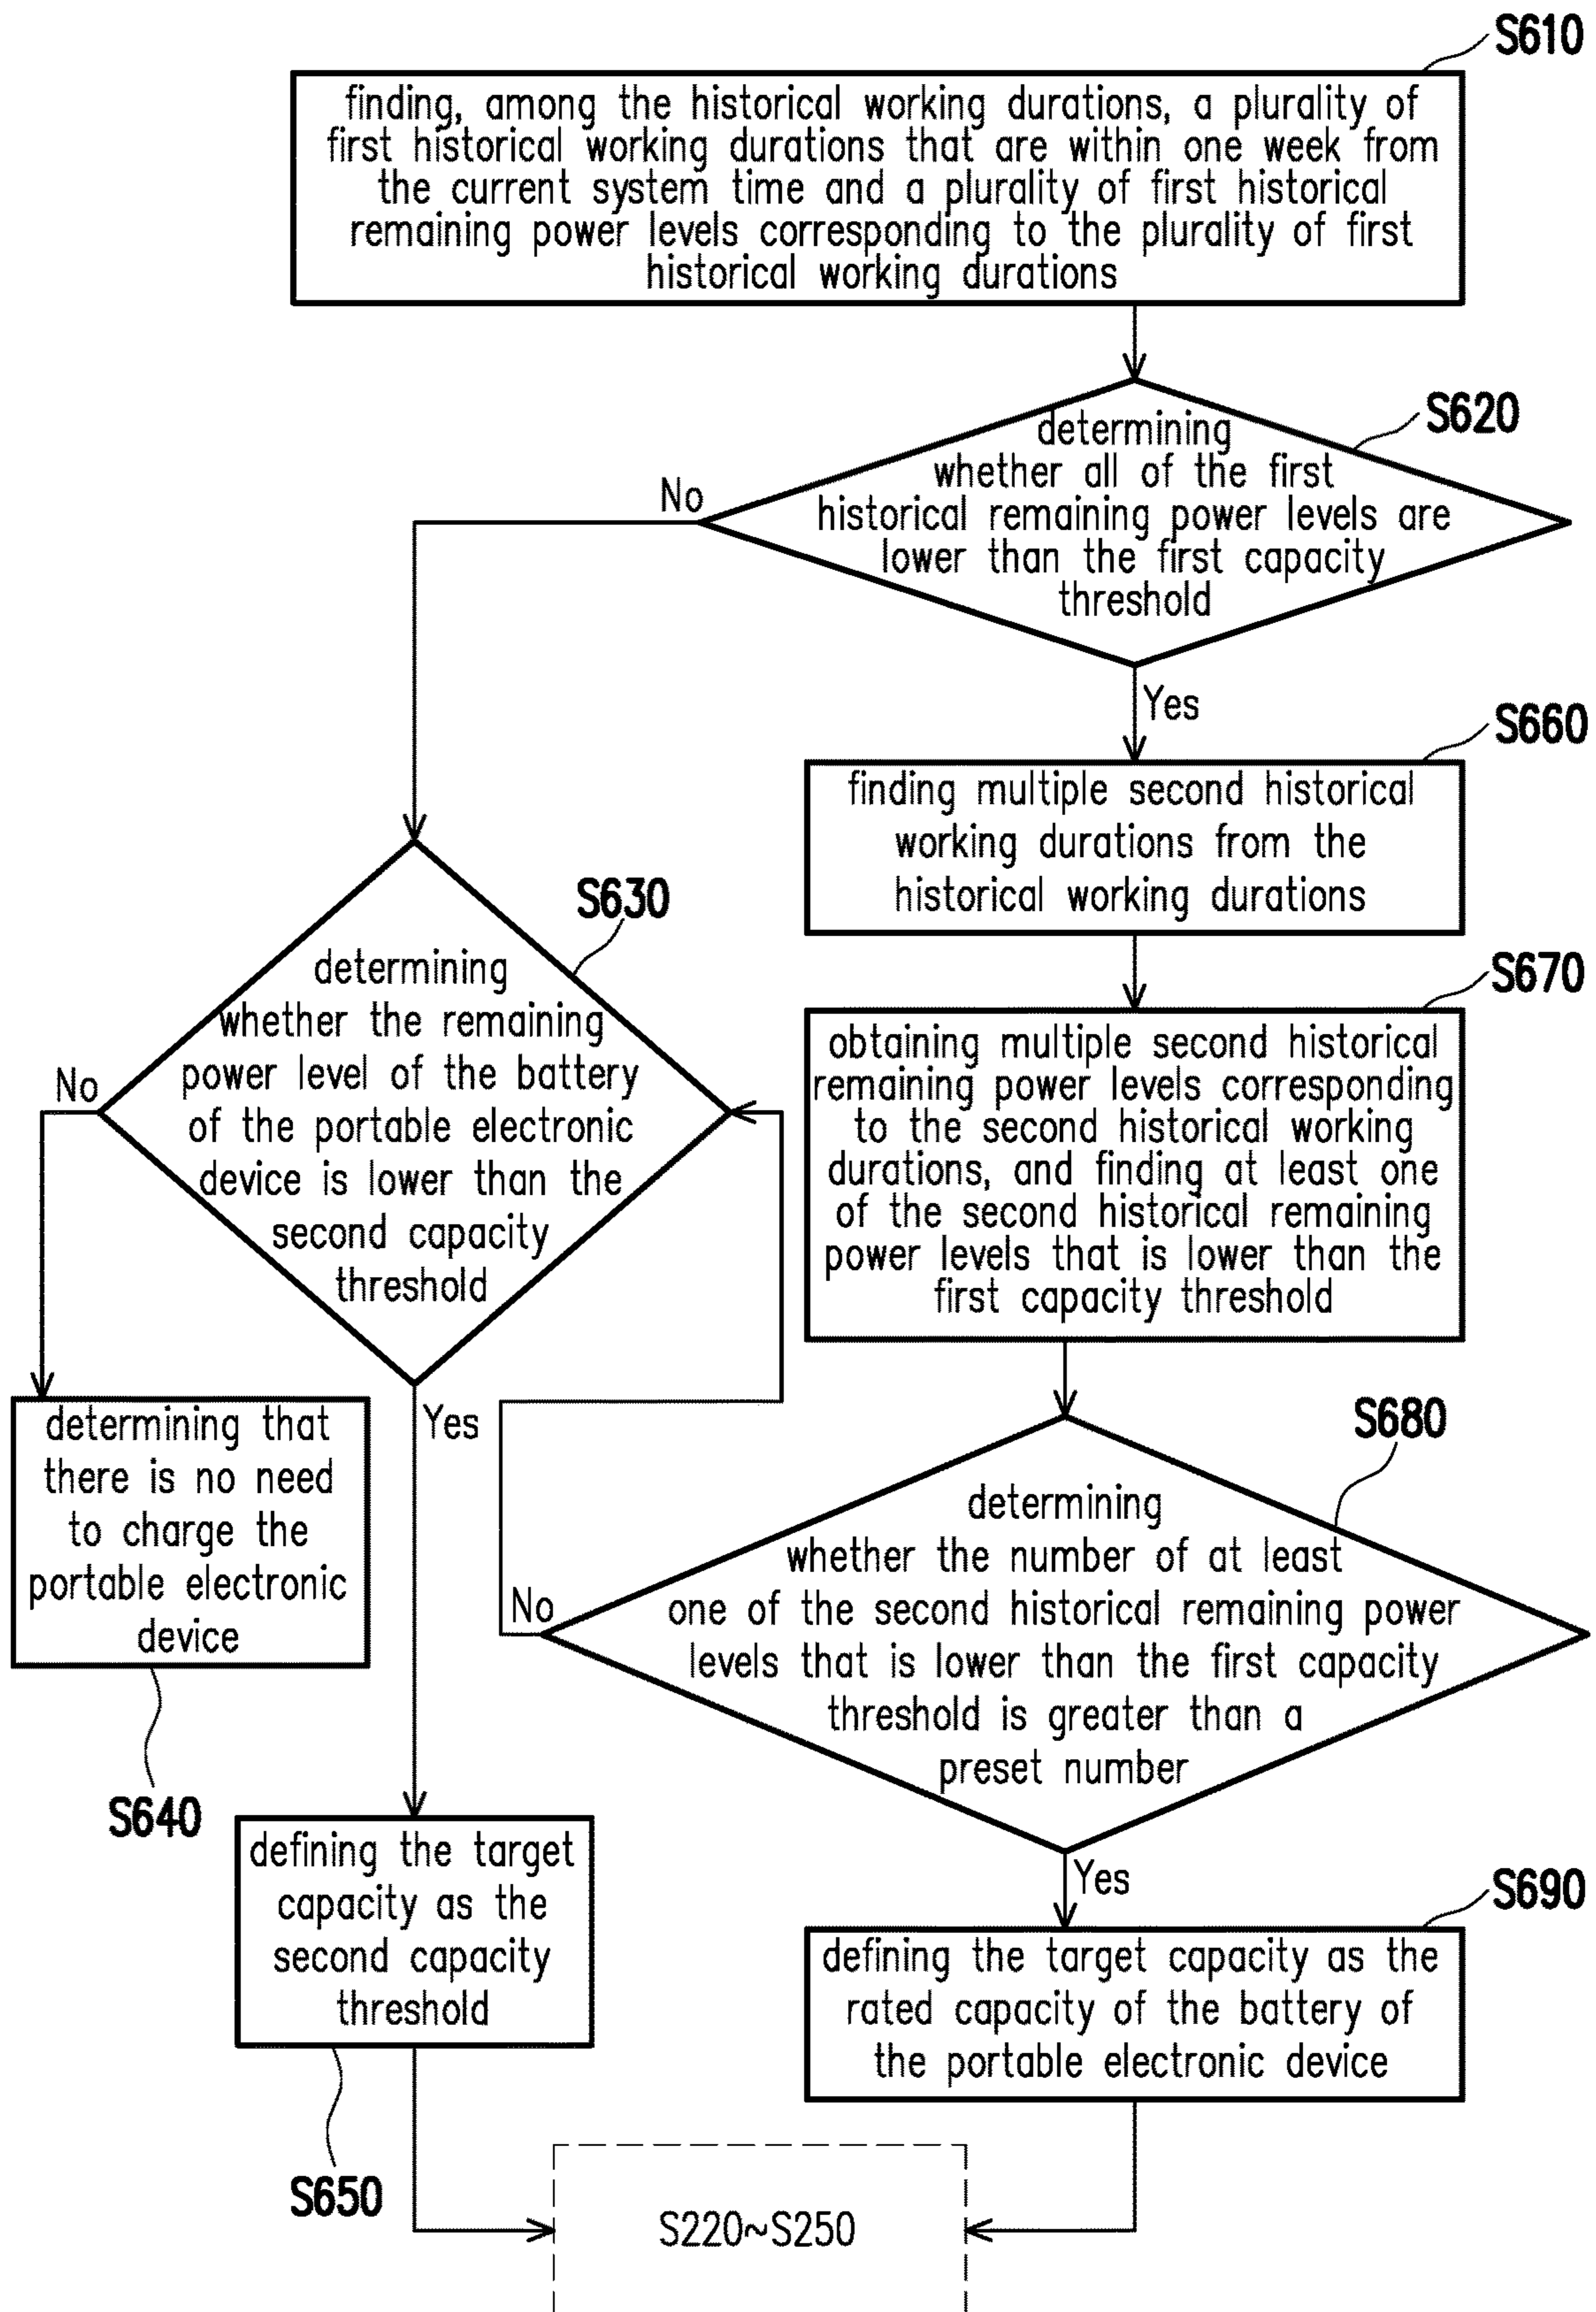 S610
finding, among the historical working durations, a plurality of
first historical working durations that are within one week from
the current system time and a plurality of first historical
remaining power levels corresponding to the plurality of first
historical working durations
S620
determining
whether all of the first
historical remaining power levels are
lower than the first capacity
threshold
No
Yes
S660
finding multiple second historical
working durations from the
historical working durations
S630
determining
whether the remaining
power level of the battery
of the portable electronic
device is lower than the
second capacity
threshold
No
Yes
S670
obtaining multiple second historical
remaining power levels corresponding
to the second historical working
durations, and finding at least one
of the second historical remaining
power levels that is lower than the
first capacity threshold
determining that
there is no need
to charge the
portable electronic
device
S640
S680
determining
whether the number of at least
one of the second historical remaining power
levels that is lower than the first capacity
threshold is greater than a
preset number
No
Yes
defining the target
capacity as the
second capacity
threshold
S650
S690
defining the target capacity as the
rated capacity of the battery of
the portable electronic device
S220~S250